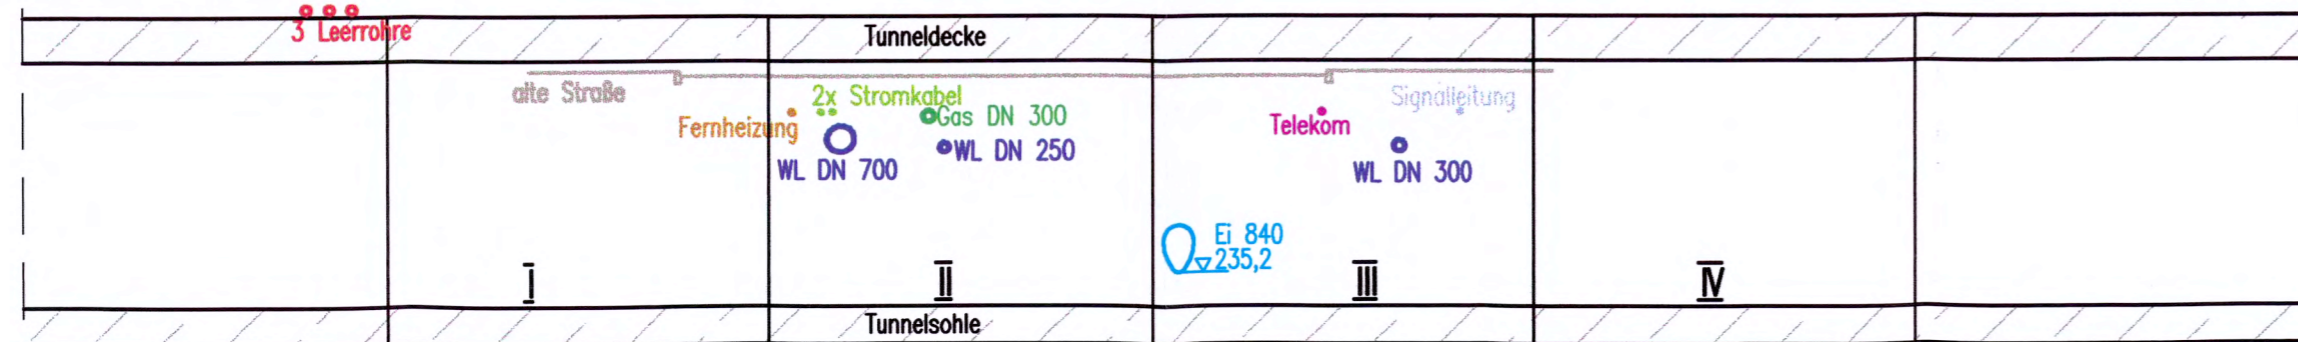 3 Leerrohre
Tunneldecke
alte Straße
2x Stromkabel
Signalleitung
Gas DN 300
Fernheizung
Telekom
WL DN 250
WL DN 700
WL DN 300
Ei 840
235,2
I
II
III
IV
Tunnelsohle